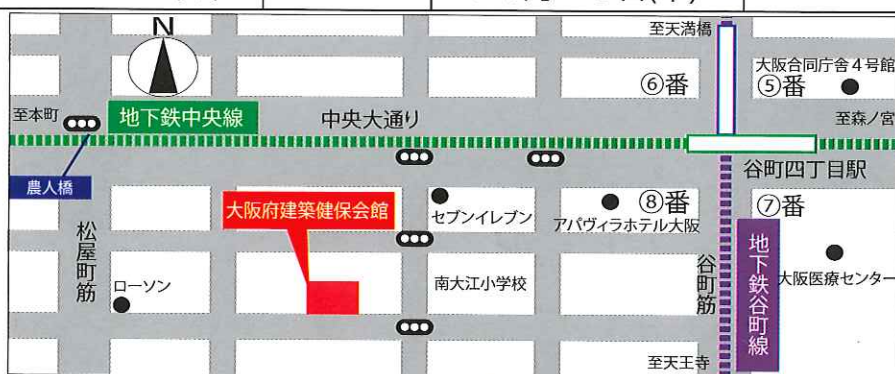 N
至天満橋
大阪合同庁舎4号館
⑥番
⑤番
至本町
地下鉄中央線
中央大通り
至森ノ宮
谷町四丁目駅
農人橋
大阪府建築健保会館
セブンイレブン
アパヴィラホテル大阪
⑧番
⑦番
松屋町筋
ローソン
南大江小学校
谷町筋
地下鉄谷町線
大阪医療センター
至天王寺